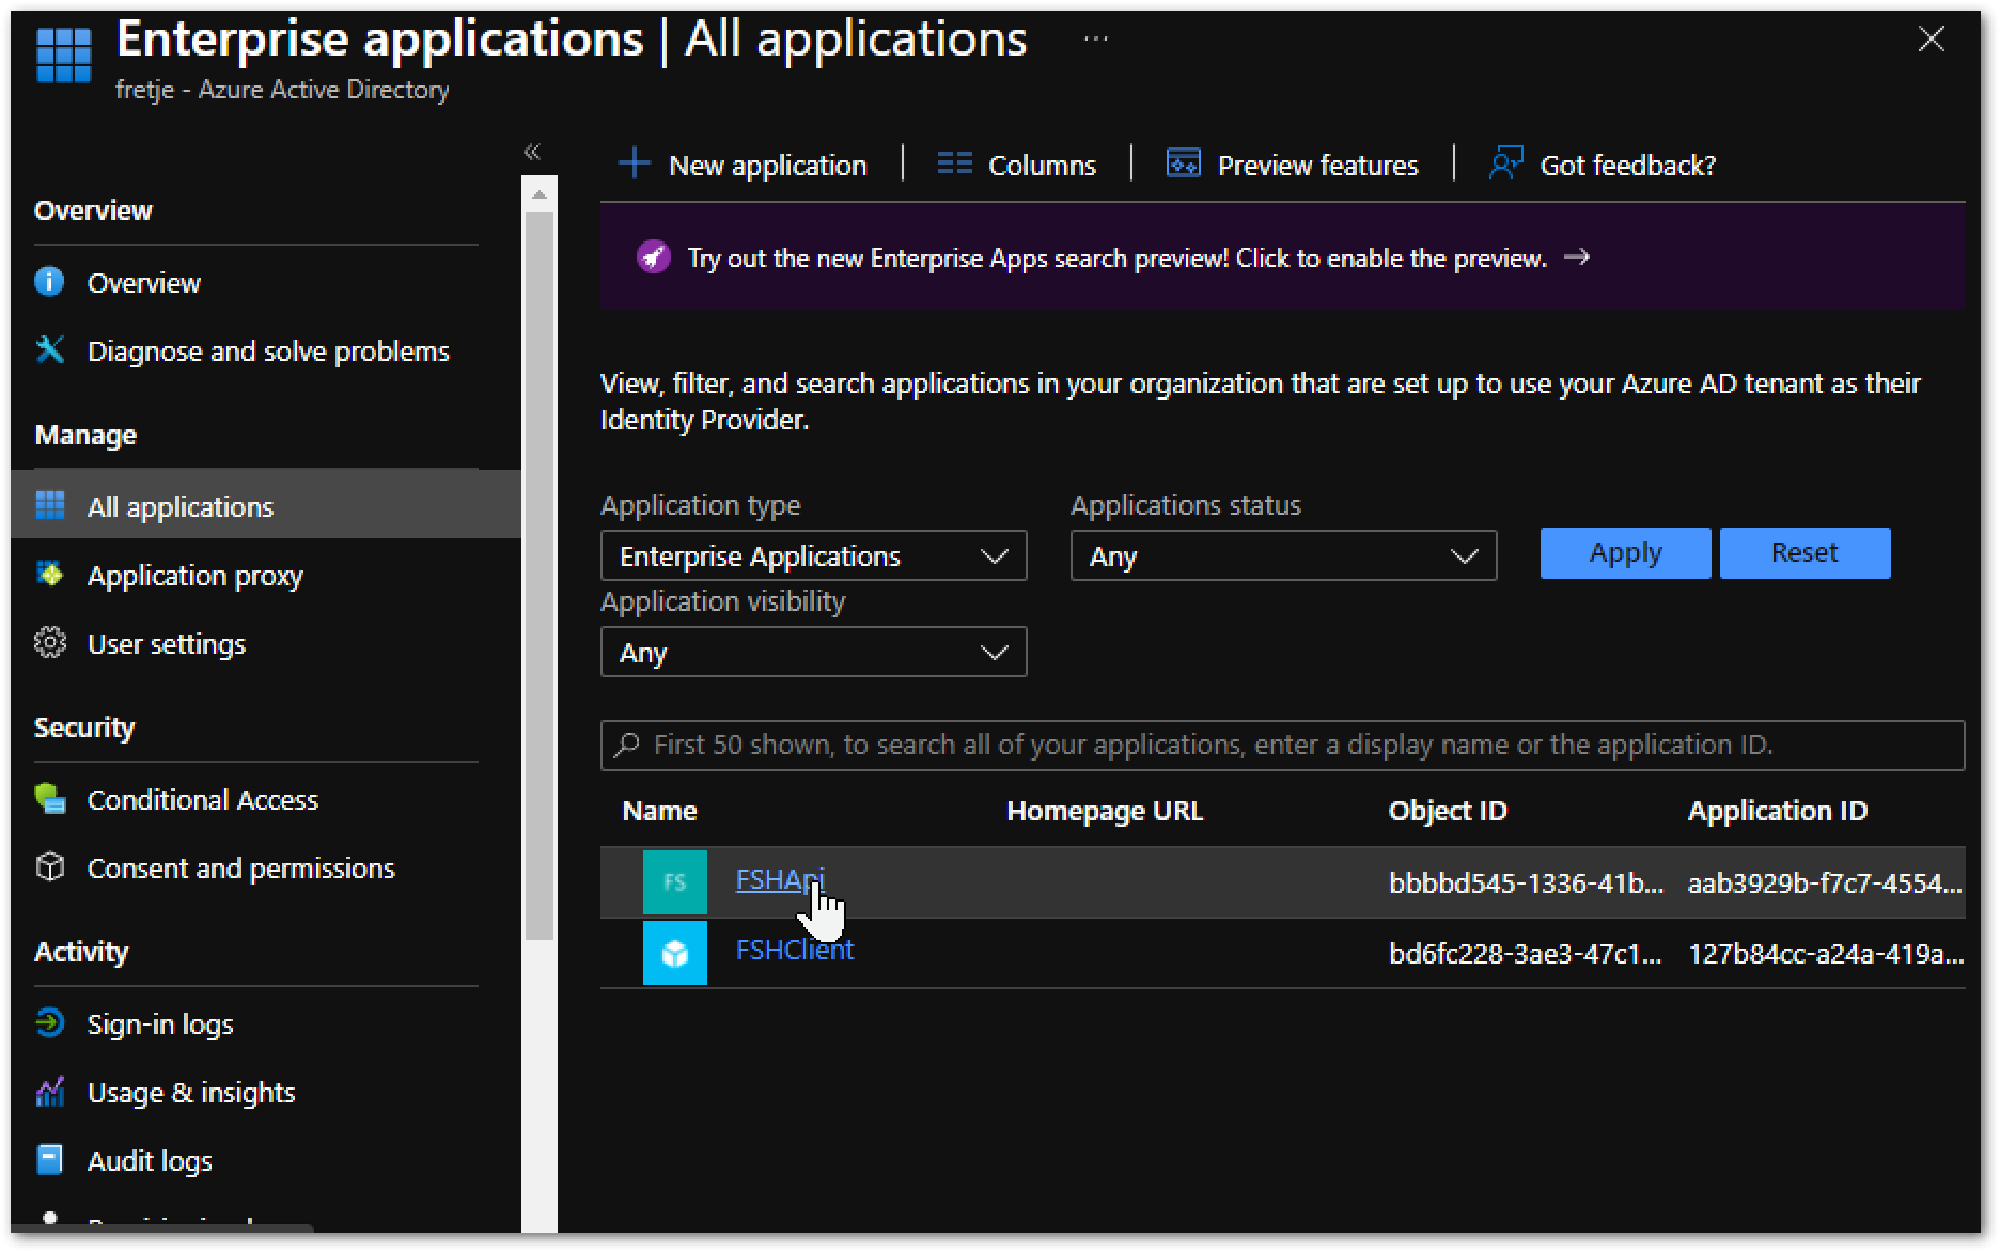 Enterprise applications | All applications ...
fretje - Azure Active Directory
Overview
Overview
Diagnose and solve problems
Manage
All applications
Application proxy
User settings
Security
Conditional Access
Consent and permissions
Activity
Sign-in logs
Usage & insights
Audit logs
New application
Columns
Preview features
Got feedback?
Try out the new Enterprise Apps search preview! Click to enable the preview. →
View, filter, and search applications in your organization that are set up to use your Azure AD tenant as their
Identity Provider.
Application type
Enterprise Applications
Applications status
Any
Apply
Reset
Application visibility
Any
First 50 shown, to search all of your applications, enter a display name or the application ID.
Name Homepage URL Object ID Application ID
FS FSHApi bbbbd545-1336-41b... aab3929b-f7c7-4554...
FSHClient bd6fc228-3ae3-47c1... 127b84cc-a24a-419a...